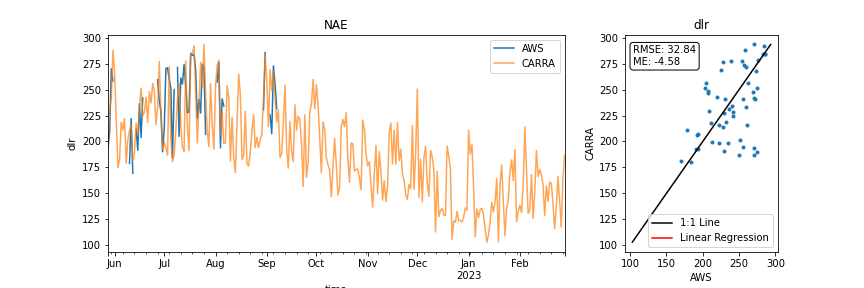 NAE
dlr
300
275
250
225
200
175
150
125
100
AWS
CARRA
Jun
Jul
Aug
Sep
Oct
Nov
Dec
Jan
2023
Feb
dlr
300
275
250
225
200
175
150
125
100
CARRA
RMSE: 32.84
ME: -4.58
1:1 Line
Linear Regression
100
150
200
250
300
AWS